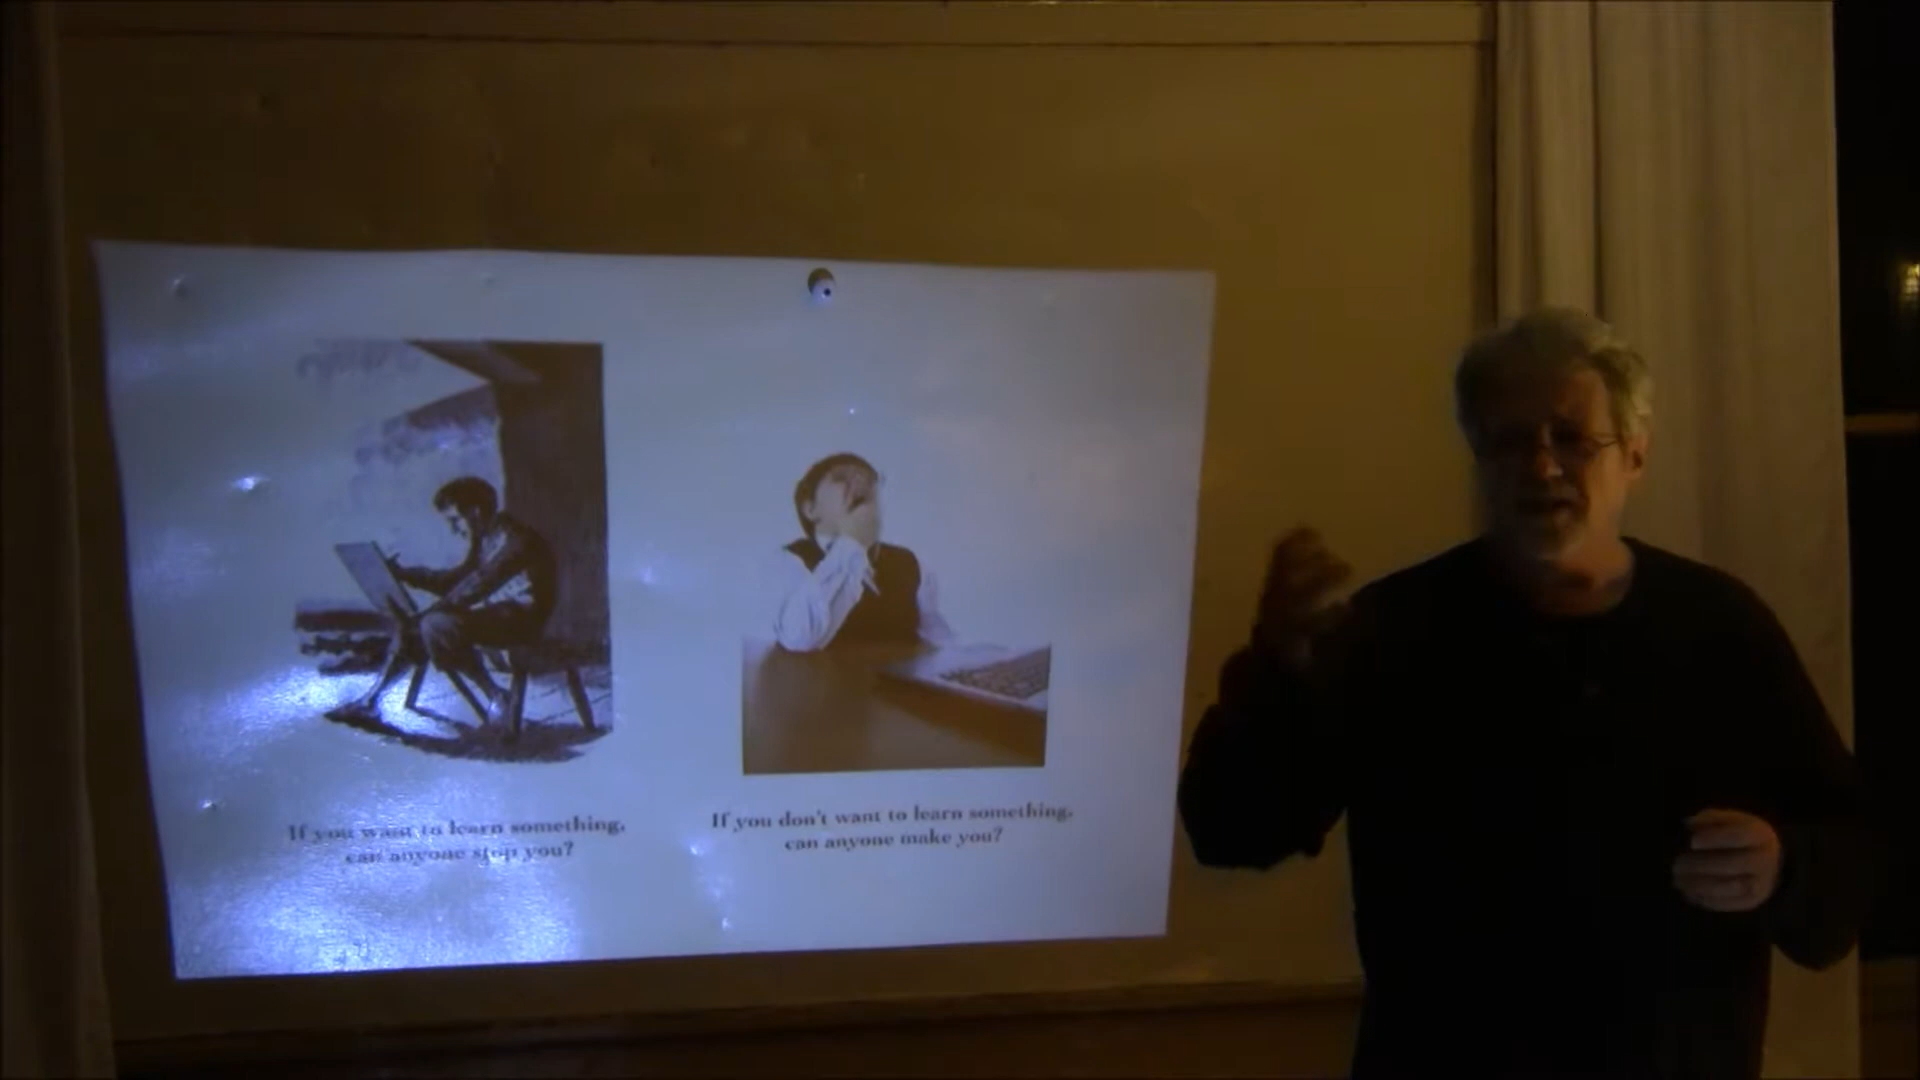 If you want to learn something,
can anyone stop you?
If you don't want to learn something,
can anyone make you?